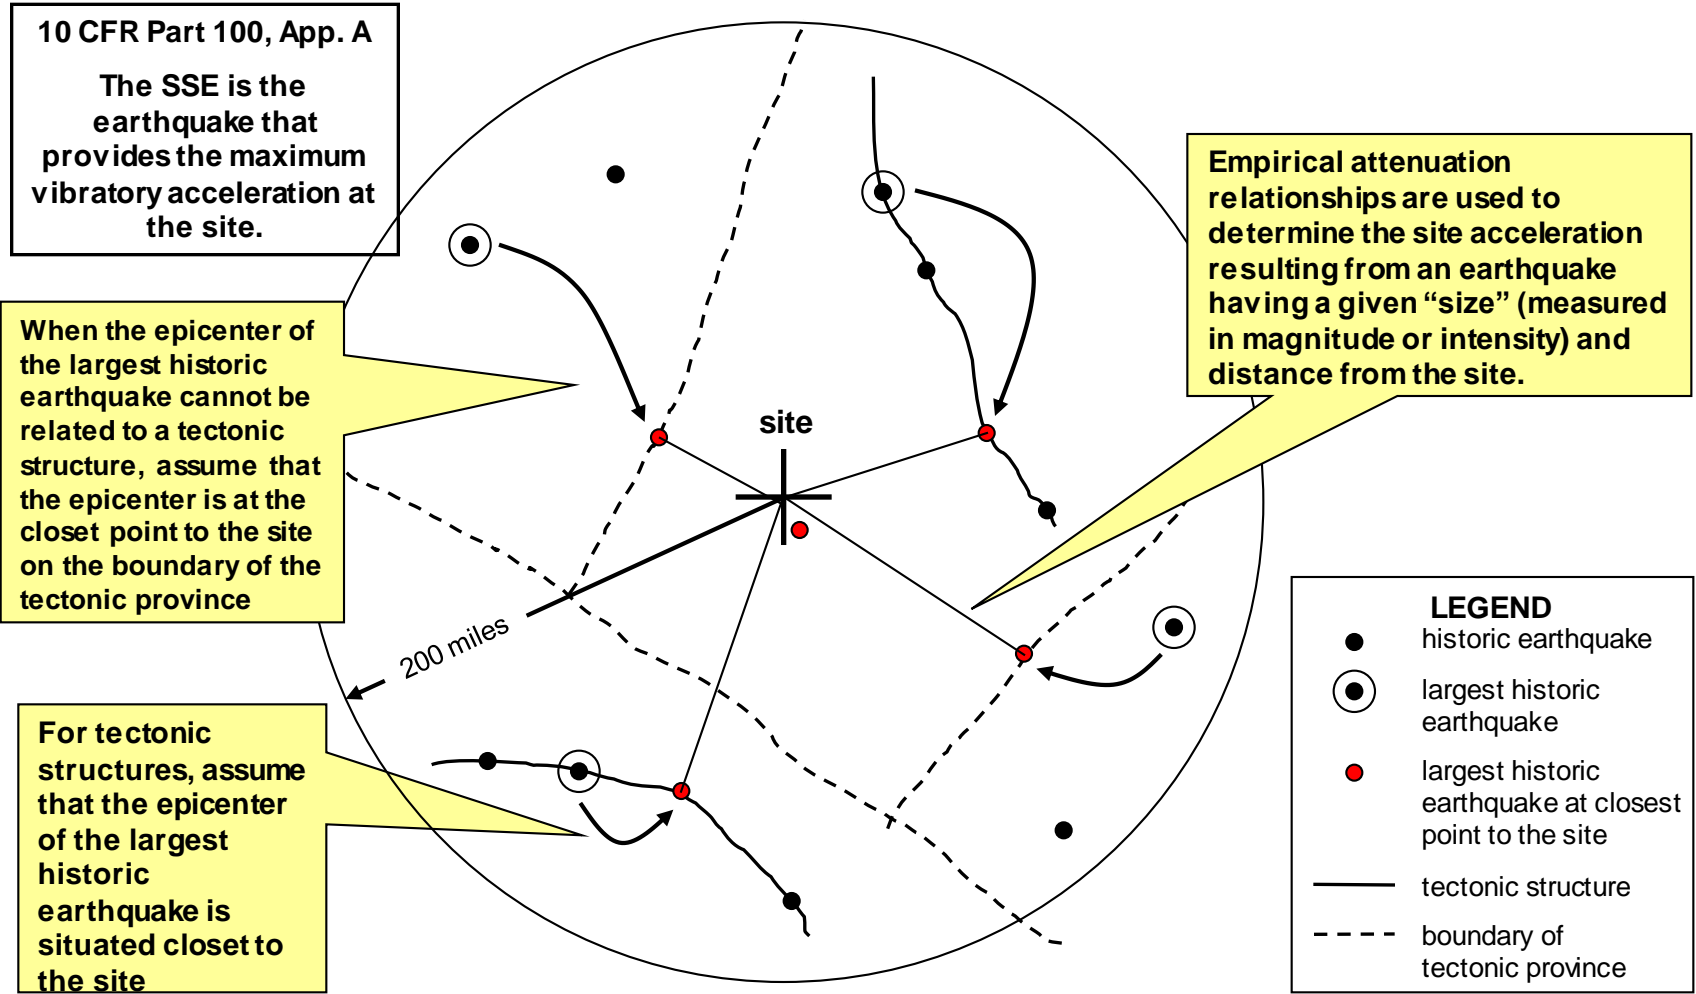 10 CFR Part 100, App. A
The SSE is the
earthquake that
provides the maximum
vibratory acceleration at
the site.
When the epicenter of
the largest historic
earthquake cannot be
related to a tectonic
structure, assume that
the epicenter is at the
closet point to the site
on the boundary of the
tectonic province
For tectonic
structures, assume
that the epicenter
of the largest
historic
earthquake is
situated closet to
the site
site
200 miles
Empirical attenuation
relationships are used to
determine the site acceleration
resulting from an earthquake
having a given “size” (measured
in magnitude or intensity) and
distance from the site.
LEGEND
historic earthquake
largest historic
earthquake
largest historic
earthquake at closest
point to the site
tectonic structure
boundary of
tectonic province